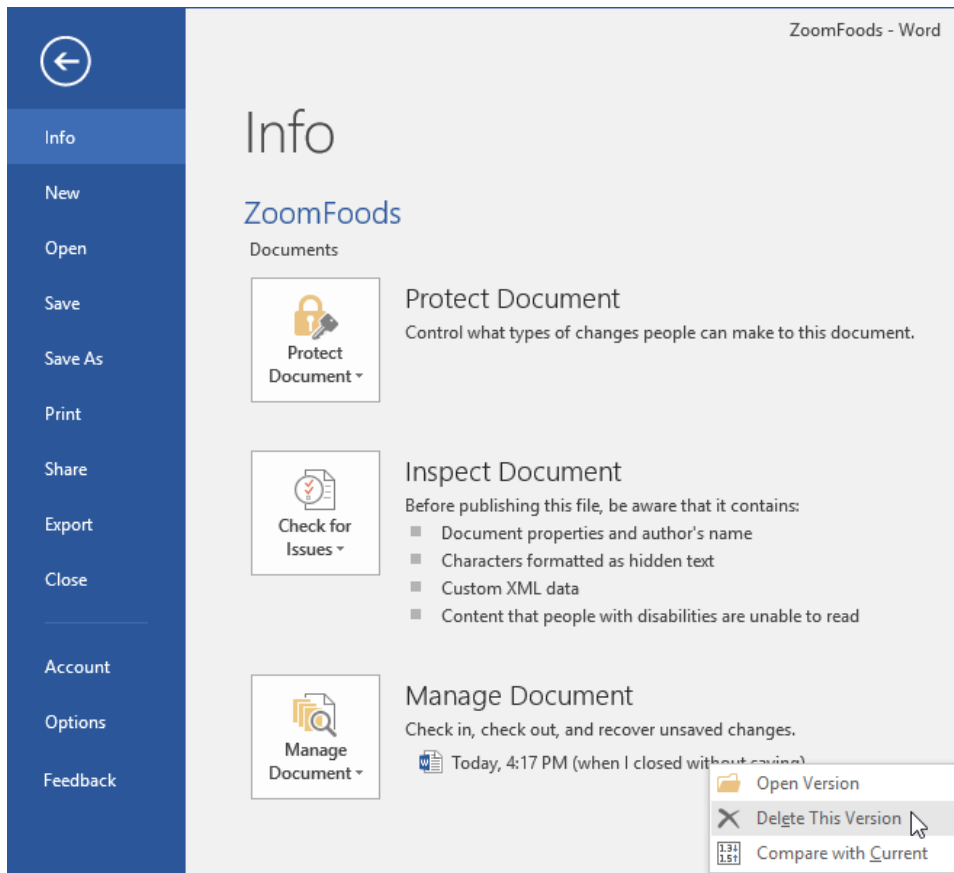 ZoomFoods - Word
Info
New
Open
Save
Save As
Print
Share
Export
Close
Account
Options
Feedback
Info
ZoomFoods
Documents
Protect
Document
Protect Document
Control what types of changes people can make to this document.
Check for
Issues
Inspect Document
Before publishing this file, be aware that it contains:
Document properties and author's name
Characters formatted as hidden text
Custom XML data
Content that people with disabilities are unable to read
Manage
Document
Manage Document
Check in, check out, and recover unsaved changes.
Today, 4:17 PM (when I closed without saving)
Open Version
Delete This Version
Compare with Current